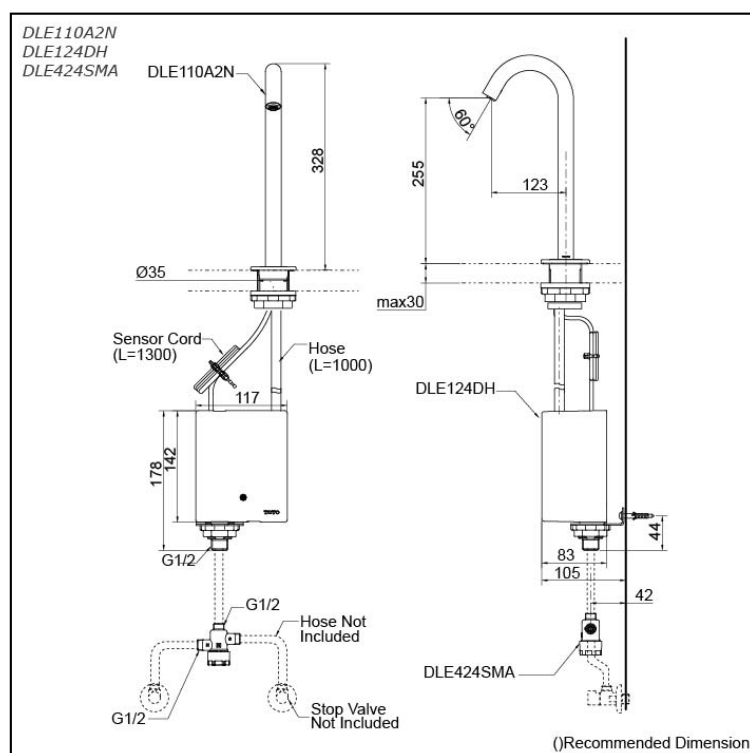 DLE110A2N
DLE124DH
DLE424SMA
DLE110A2N
328
60°
255
123
Ø35
max30
Sensor Cord
(L=1300)
Hose
(L=1000)
117
DLE124DH
178
142
TOTO
44
G1/2
83
105
42
G1/2
Hose Not
Included
DLE424SMA
G1/2
Stop Valve
Not Included
()Recommended Dimension